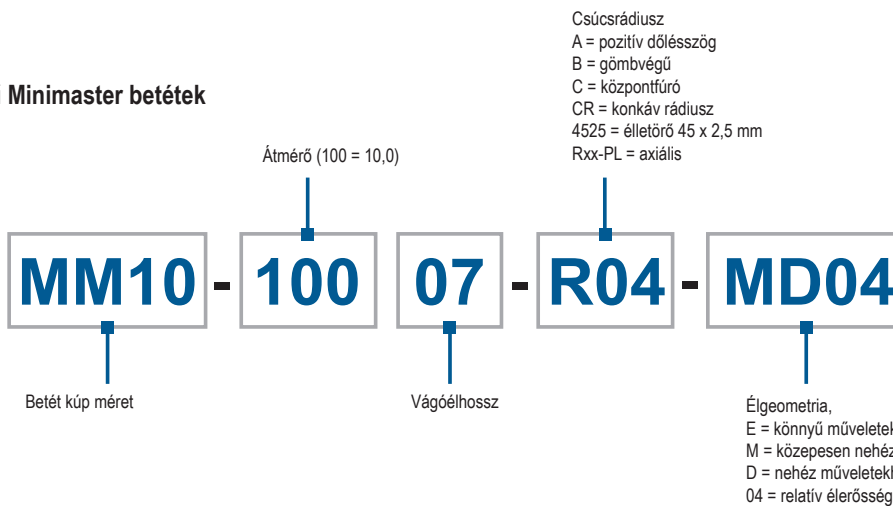 Minimaster betétek
Csúcsrádiusz
A = pozitív dőlésszög
B = gömbvégű
C = központfúró
CR = konkáv rádiusz
4525 = élletörő 45 x 2,5 mm
Rxx-PL = axiális
Átmérő (100 = 10,0)
MM10 - 100 07 - R04 - MD04
Betét kúp méret
Vágóélhossz
Élgeometria,
E = könnyű műveletek
M = közepesen nehéz
D = nehéz műveletekh
04 = relatív élerősség